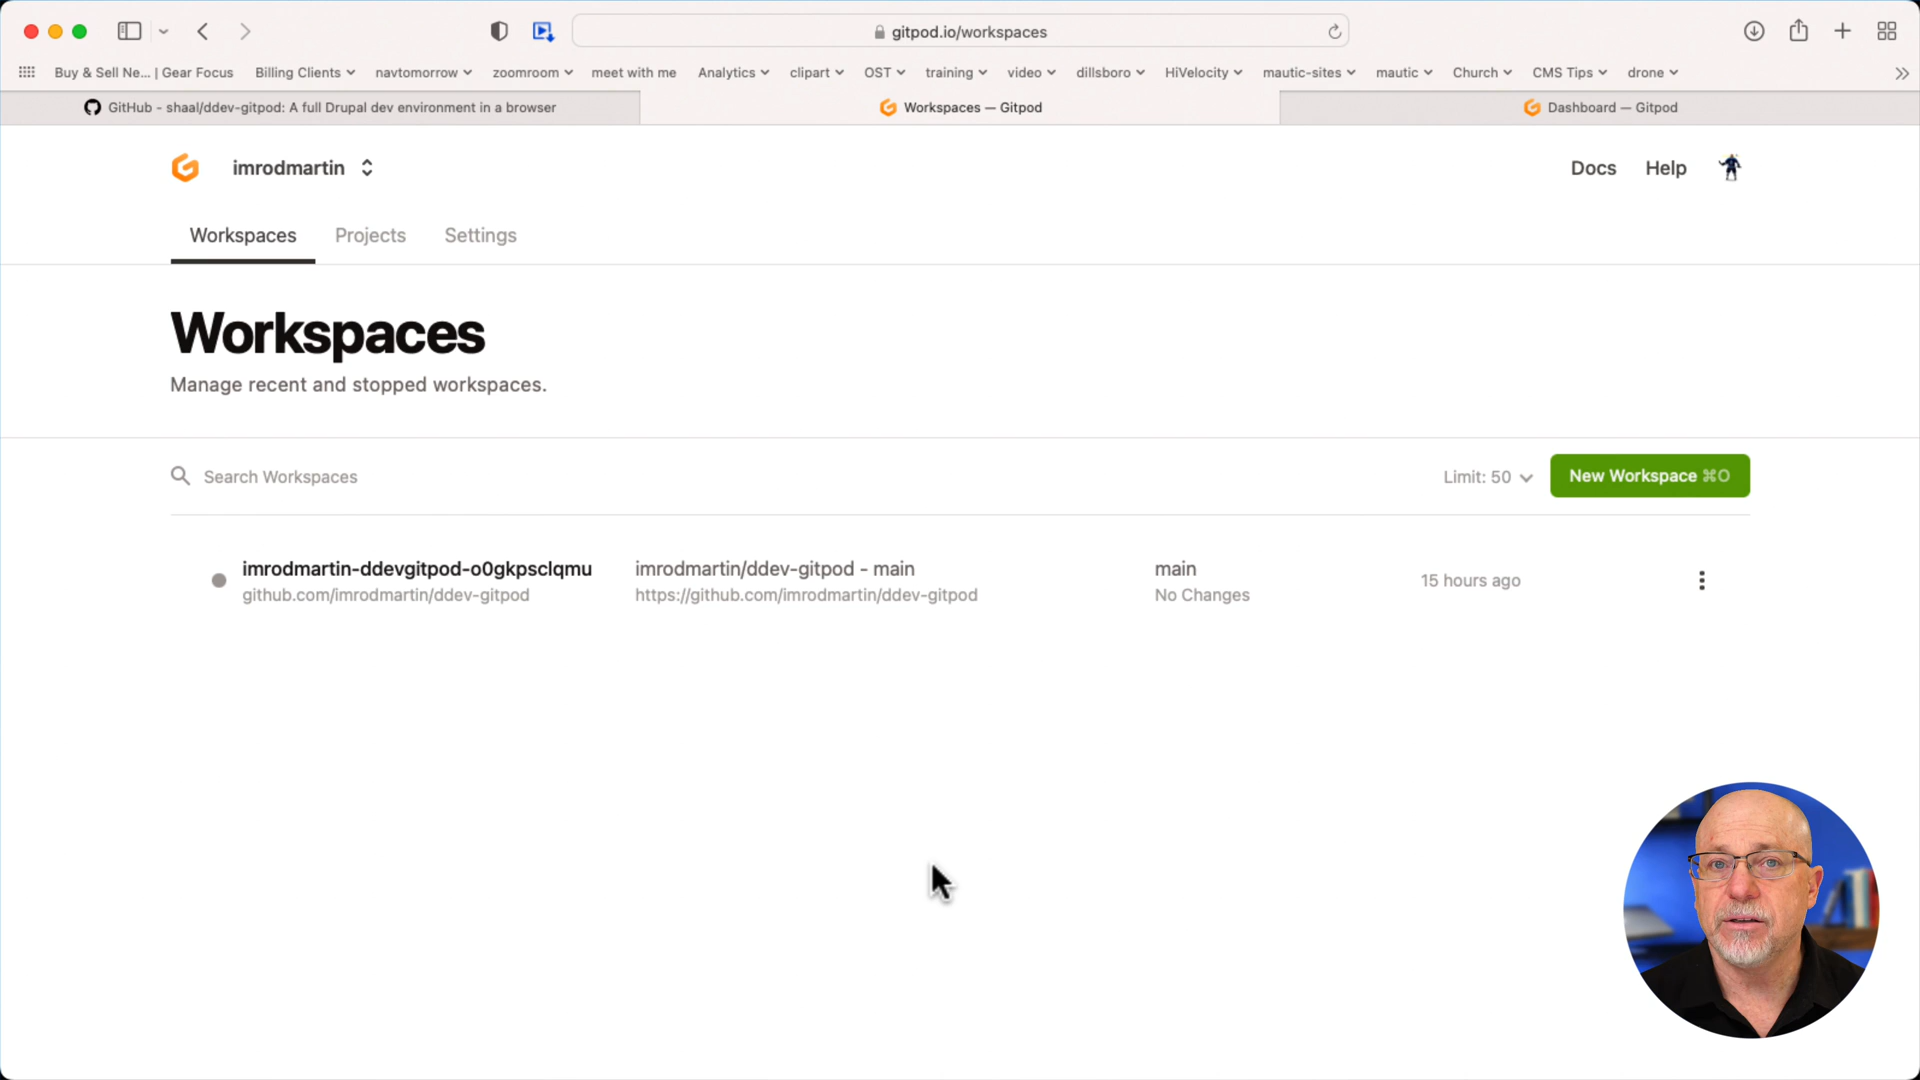 gitpod.io/workspaces
Buy & Sell Ne... | Gear Focus Billing Clients navtomorrow zoomroom meet with me Analytics clipart OST training video dillsboro HiVelocity mautic-sites mautic Church CMS Tips drone
GitHub - shaal/ddev-gitpod: A full Drupal dev environment in a browser Workspaces — Gitpod Dashboard — Gitpod
imrodmartin Docs Help
Workspaces Projects Settings
Workspaces
Manage recent and stopped workspaces.
Search Workspaces Limit: 50 New Workspace ⌘O
imrodmartin-ddevgitpod-o0gkpsclqmu imrodmartin/ddev-gitpod - main main 15 hours ago
github.com/imrodmartin/ddev-gitpod https://github.com/imrodmartin/ddev-gitpod No Changes